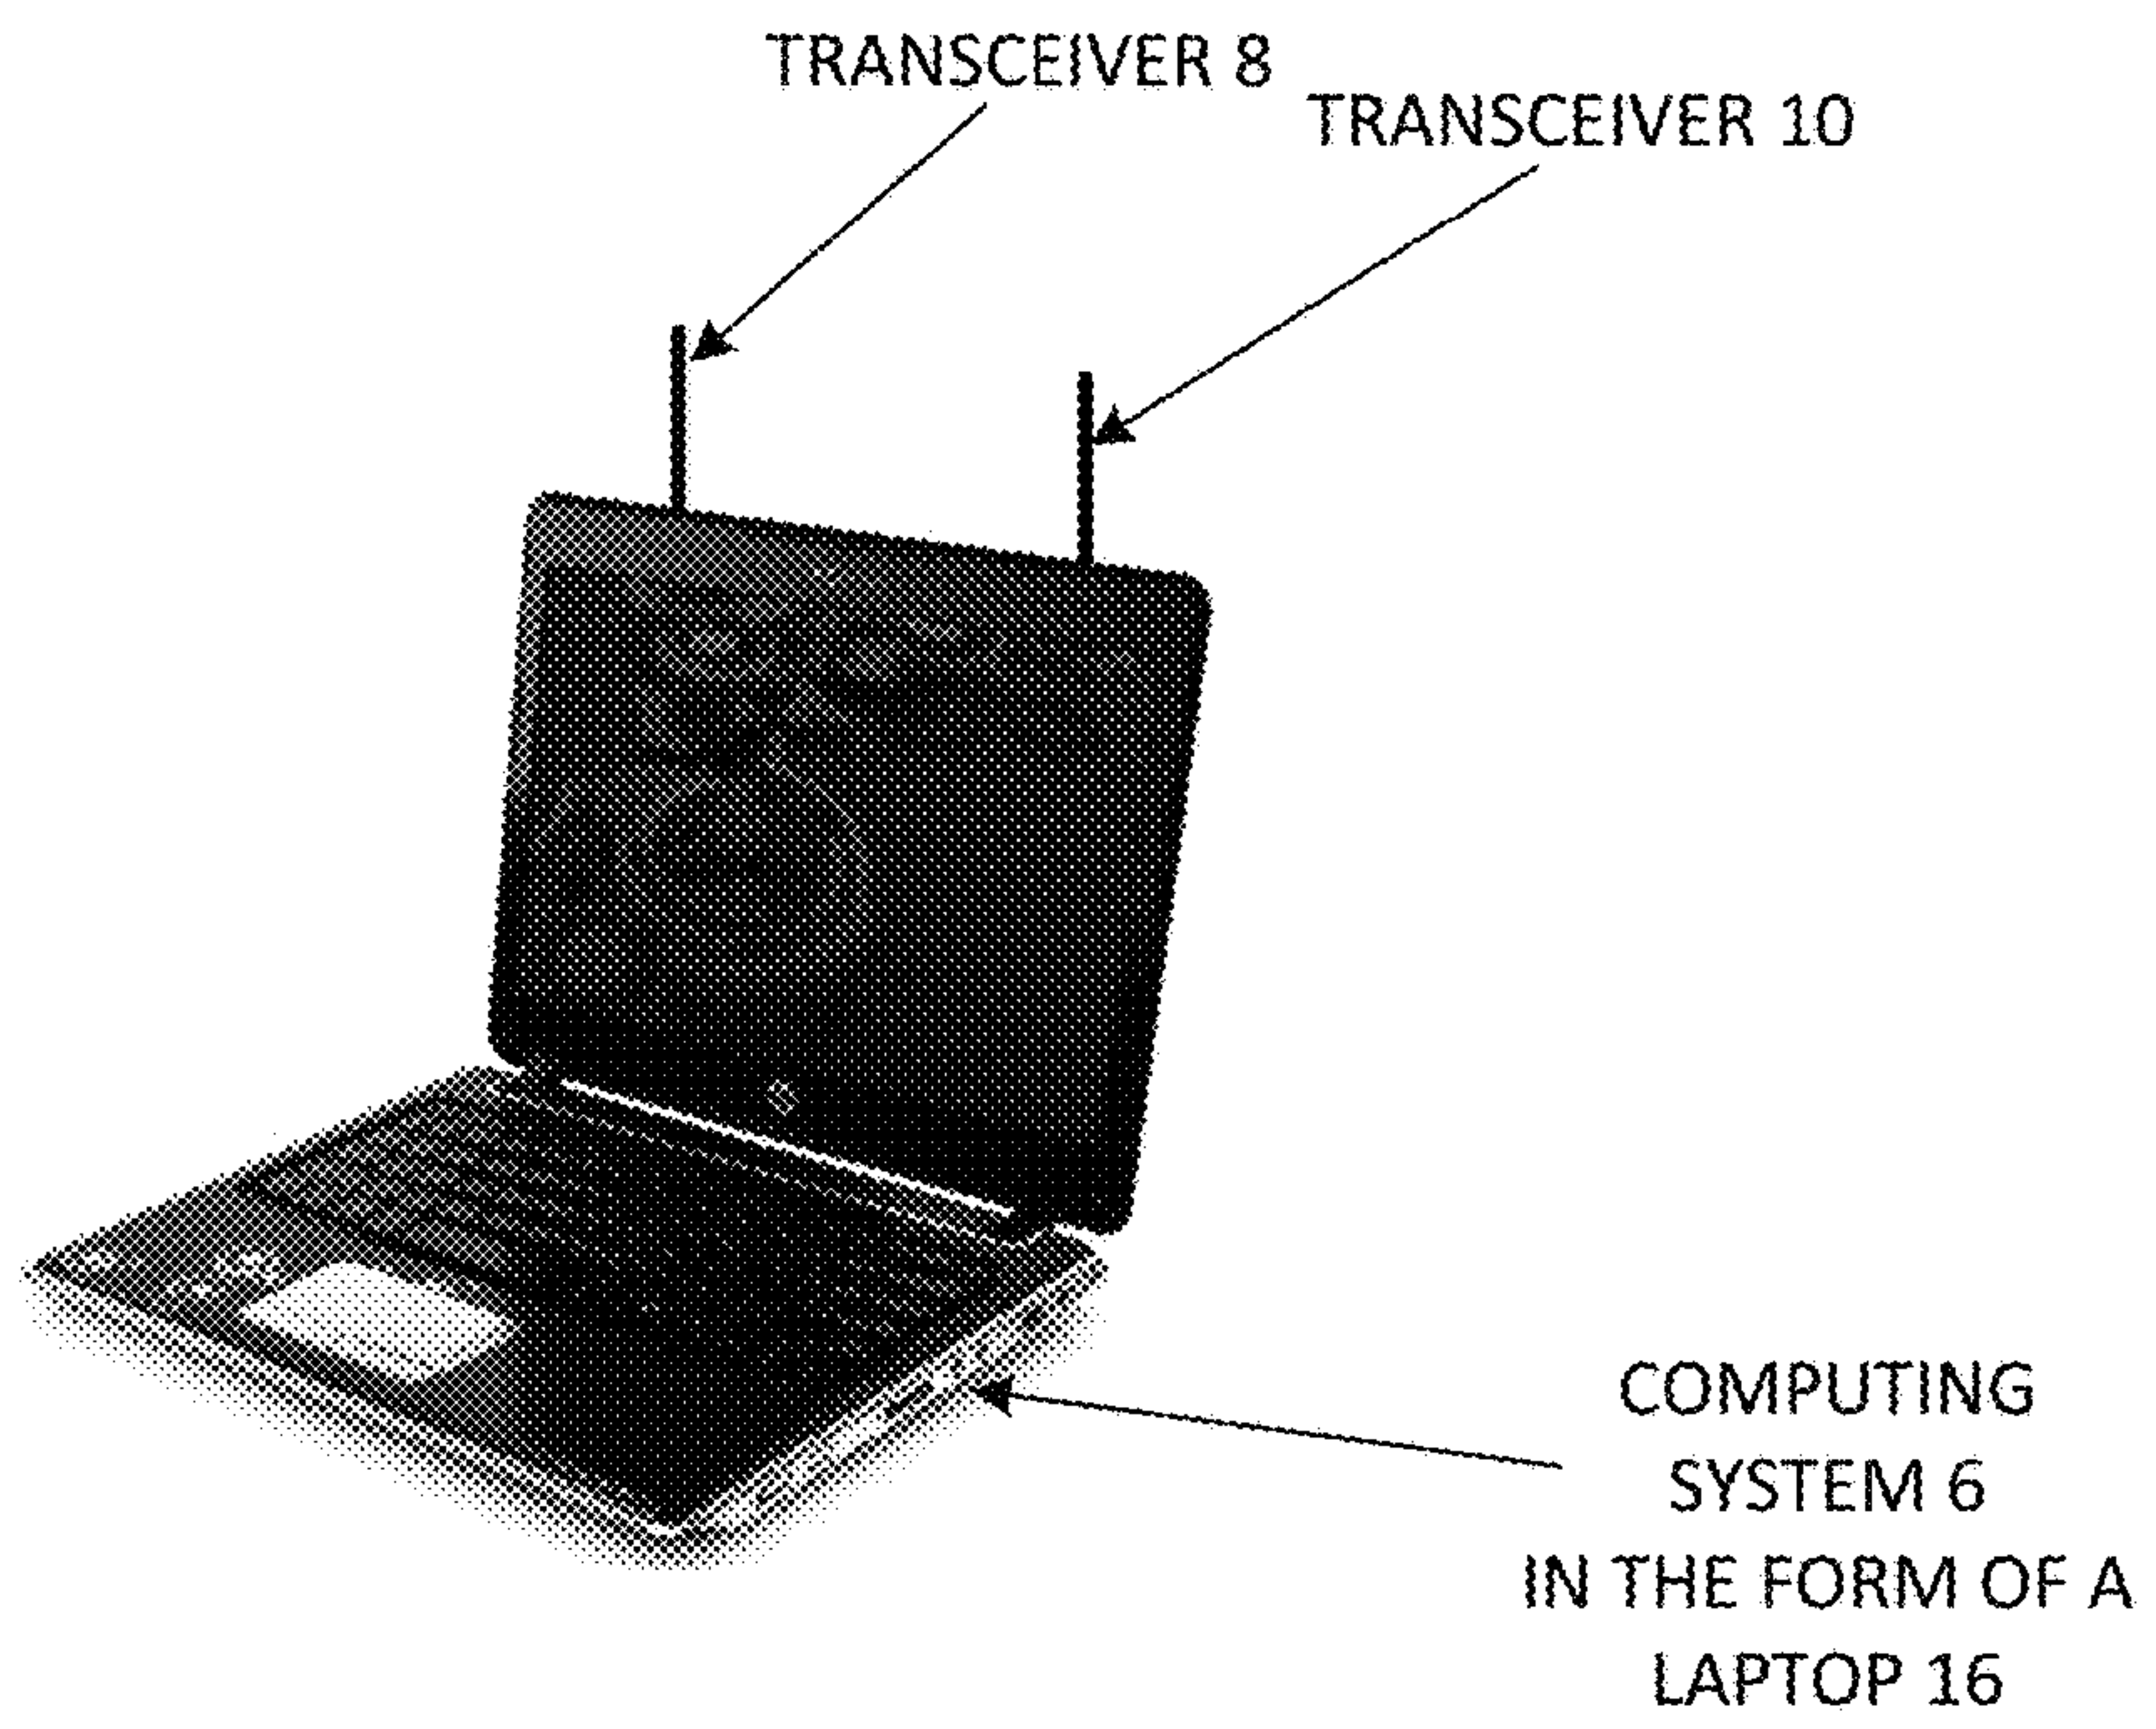 TRANSCEIVER 8
TRANSCEIVER 10
COMPUTING
SYSTEM 6
IN THE FORM OF A
LAPTOP 16